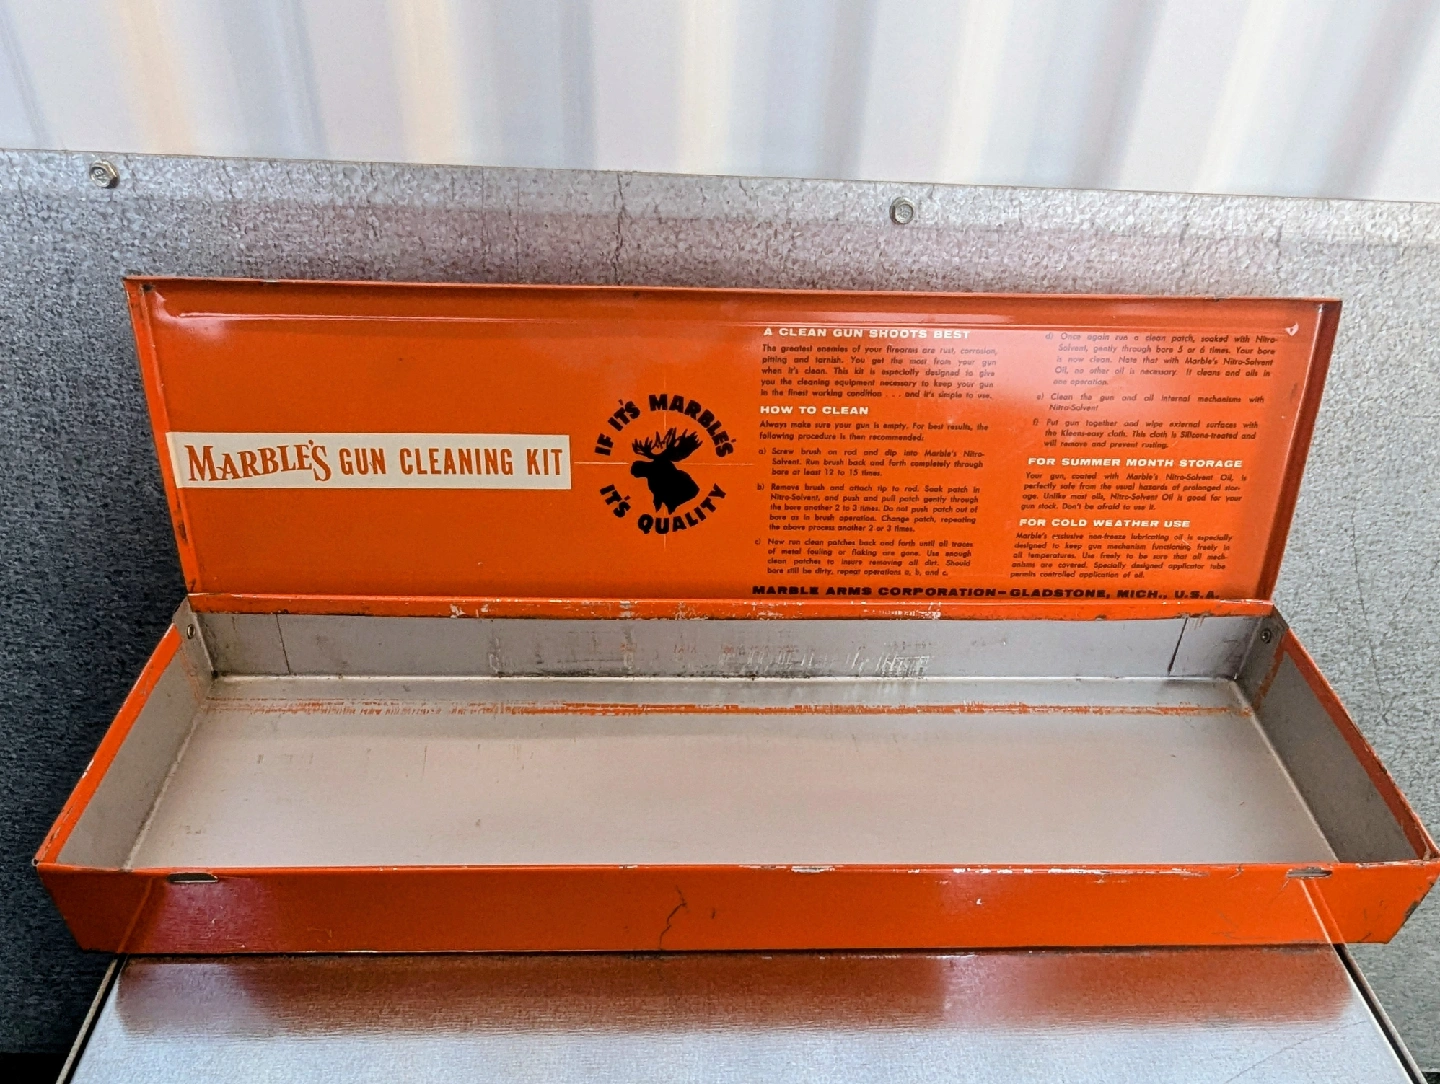 MARBLE'S GUN CLEANING KIT
IF IT'S MARBLE'S
IT'S QUALITY
A CLEAN GUN SHOOTS BEST
The greatest enemies of your firearms are rust, corrosion,
pitting and tarnish. You get the most from your gun
when it's clean. This kit is especially designed to give
you the cleaning equipment necessary to keep your gun
in the finest working condition . . . and it's simple to use.
HOW TO CLEAN
Always make sure your gun is empty. For best results, the
following procedure is then recommended:
a) Screw brush on rod and dip into Marble's Nitro-
Solvent. Run brush back and forth completely through
bore at least 12 to 15 times.
b) Remove brush and attach tip to rod. Soak patch in
Nitro-Solvent, and push and pull patch gently through
the bore another 2 to 3 times. Do not push patch out of
bore as in brush operation. Change patch, repeating
the above process another 2 or 3 times.
c) Now run clean patches back and forth until all traces
of metal fouling or flaking are gone. Use enough
clean patches to insure removing all dirt. Should
bore still be dirty, repeat operations a, b, and c.
d) Once again run a clean patch, soaked with Nitro-
Solvent, gently through bore 5 or 6 times. Your bore
is now clean. Note that with Marble's Nitro-Solvent
Oil, no other oil is necessary. It cleans and oils in
one operation.
e) Clean the gun and oil internal mechanisms with
Nitro-Solvent
f) Put gun together and wipe external surfaces with
the Kleens-easy cloth. This cloth is Silicone-treated and
will remove and prevent rusting.
FOR SUMMER MONTH STORAGE
Your gun, coated with Marble's Nitro-Solvent Oil, is
perfectly safe from the usual hazards of prolonged stor-
age. Unlike most oils, Nitro-Solvent Oil is good for your
gun stock. Don't be afraid to use it.
FOR COLD WEATHER USE
Marble's exclusive non-freeze lubricating oil is especially
designed to keep gun mechanism functioning freely in
all temperatures. Use freely to be sure that all mech-
anisms are covered. Specially designed applicator tube
permits controlled application of oil.
MARBLE ARMS CORPORATION—GLADSTONE, MICH., U.S.A.